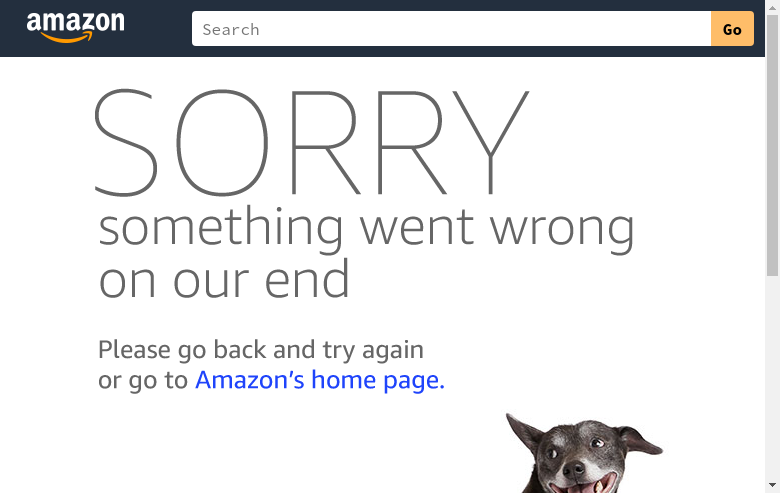 amazon
Search
Go
SORRY
something went wrong
on our end
Please go back and try again
or go to Amazon's home page.